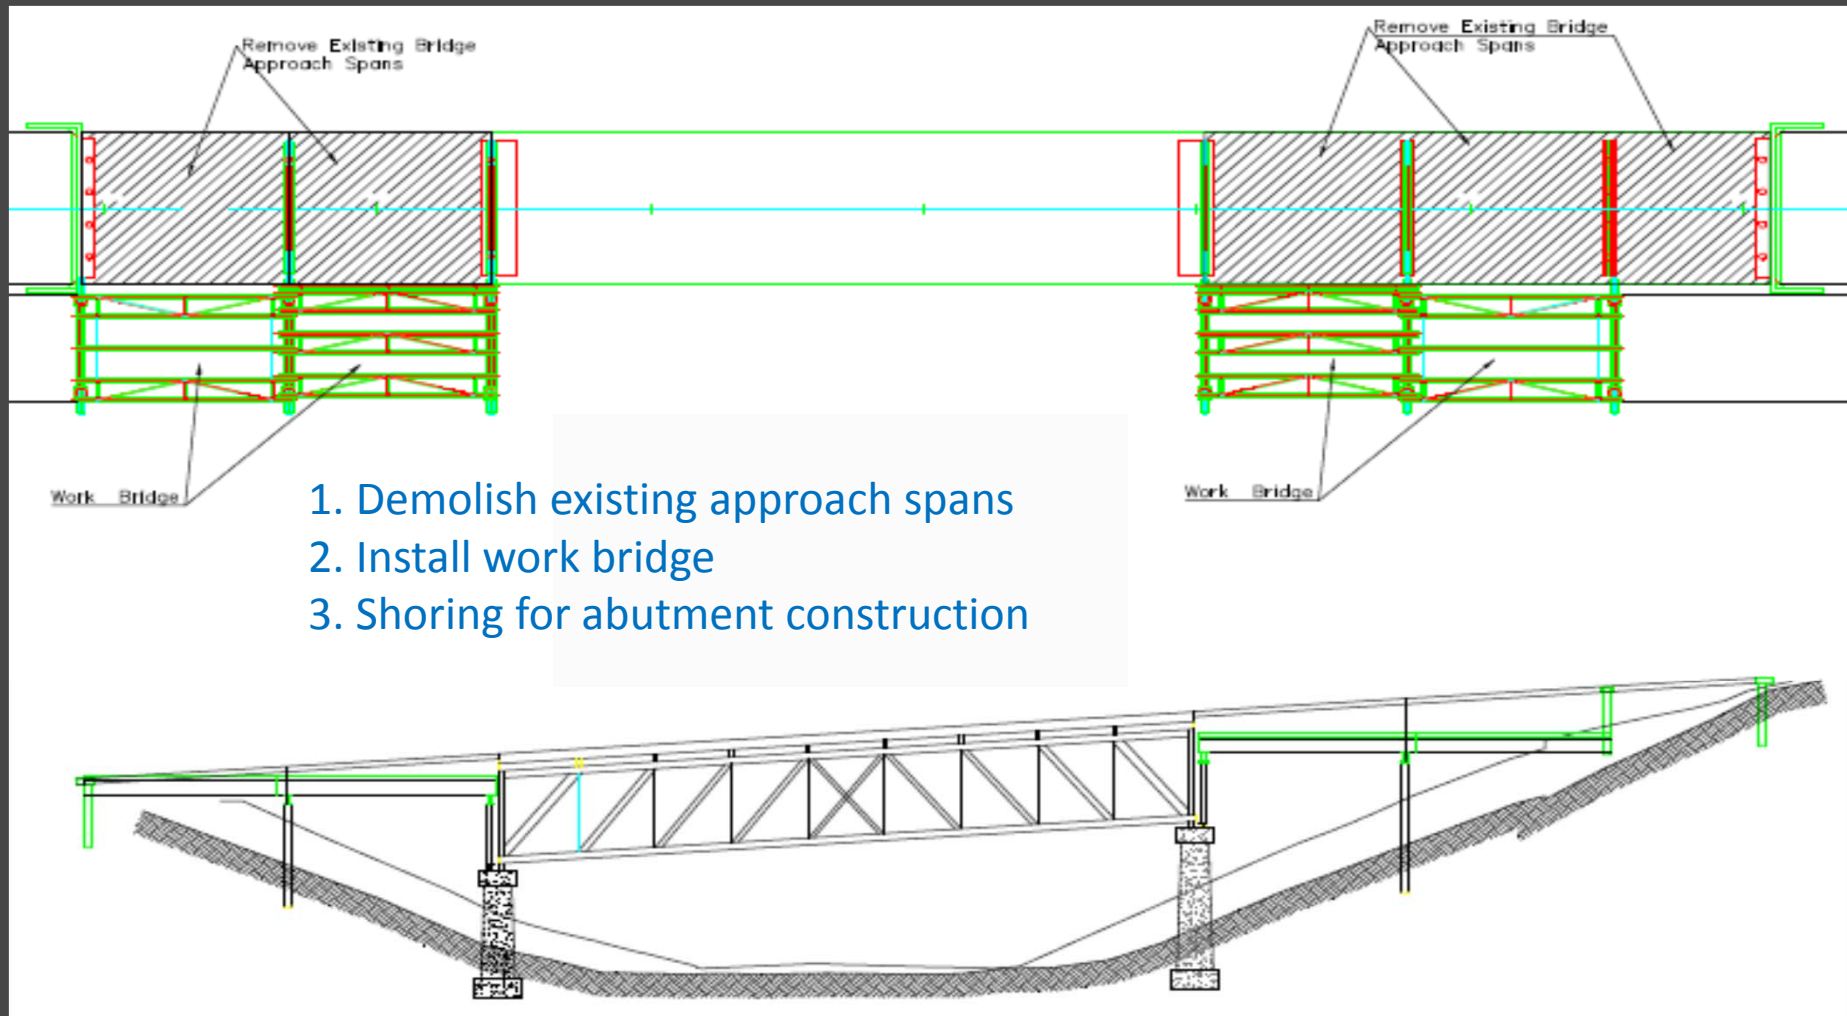 Remove Existing Bridge
Approach Spans
Remove Existing Bridge
Approach Spans
Work Bridge
Work Bridge
1. Demolish existing approach spans
2. Install work bridge
3. Shoring for abutment construction